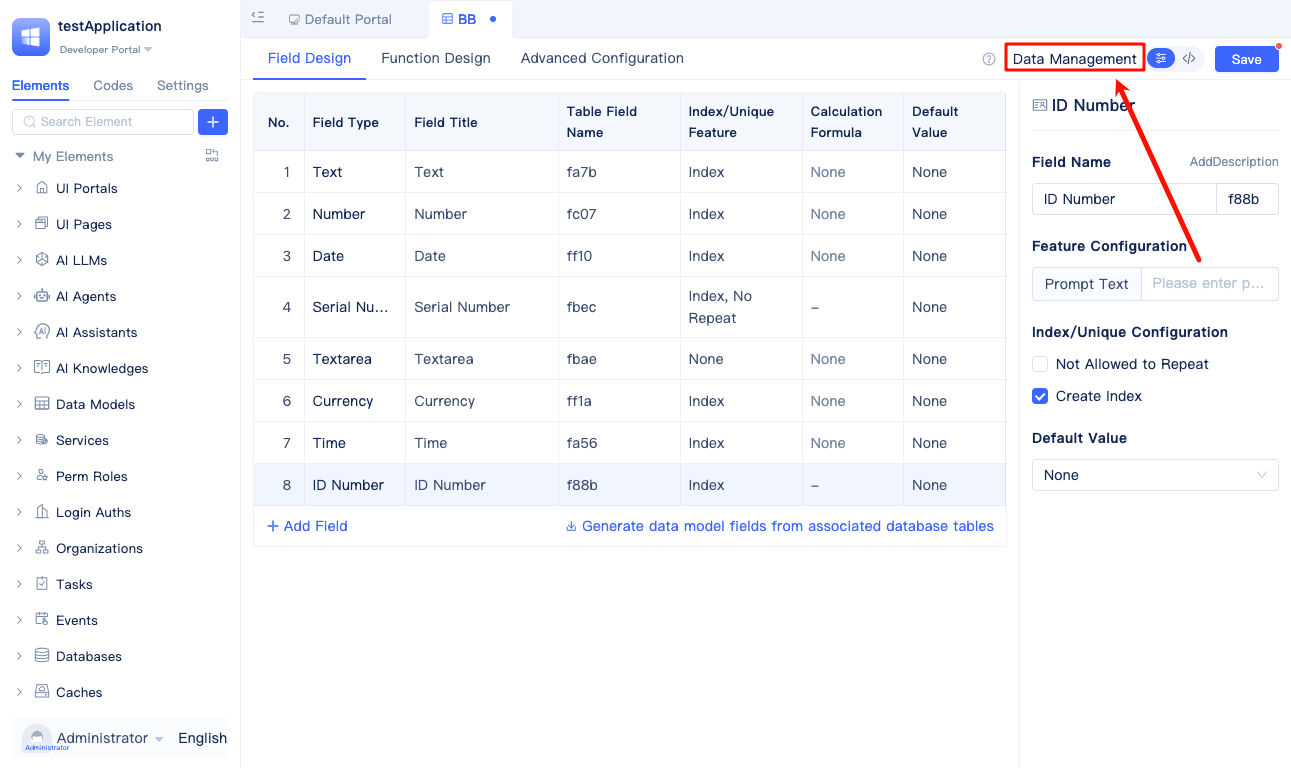 testApplication
Developer Portal
Elements
Codes
Settings
Search Element
My Elements
UI Portals
UI Pages
AI LLMs
AI Agents
AI Assistants
AI Knowledges
Data Models
Services
Perm Roles
Login Auths
Organizations
Tasks
Events
Databases
Caches
Administrator
Administrator
English
Default Portal
BB
Field Design
Function Design
Advanced Configuration
Data Management
Save
No. Field Type Field Title Table Field Name Index/Unique Feature Calculation Formula Default Value
1 Text Text fa7b Index None None
2 Number Number fc07 Index None None
3 Date Date ff10 Index None None
4 Serial Nu... Serial Number fbec Index, No Repeat – None
5 Textarea Textarea fbae None None None
6 Currency Currency ff1a Index None None
7 Time Time fa56 Index None None
8 ID Number ID Number f88b Index – None
+ Add Field
Generate data model fields from associated database tables
ID Number
Field Name
AddDescription
ID Number
f88b
Feature Configuration
Prompt Text
Please enter p...
Index/Unique Configuration
Not Allowed to Repeat
Create Index
Default Value
None